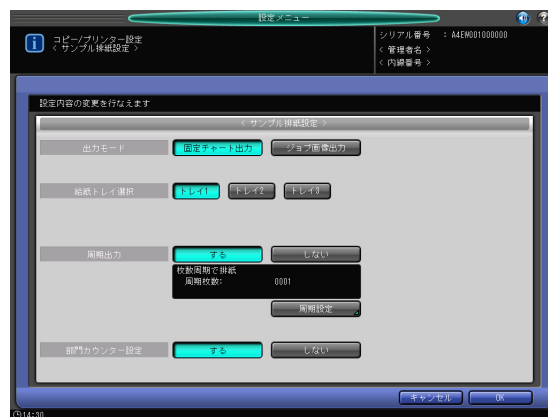 設定メニュー
コピー/プリンター設定
< サンプル排紙設定 >
シリアル番号 : A4EW001000000
< 管理者名 >
< 内線番号 >
設定内容の変更を行なえます
< サンプル排紙設定 >
出力モード 固定チャート出力 ジョブ画像出力
給紙トレイ選択 トレイ1 トレイ2 トレイ3
周期出力 する しない
枚数周期で排紙
周期枚数: 0001
周期設定
部門カウンター設定 する しない
キャンセル OK
14:30